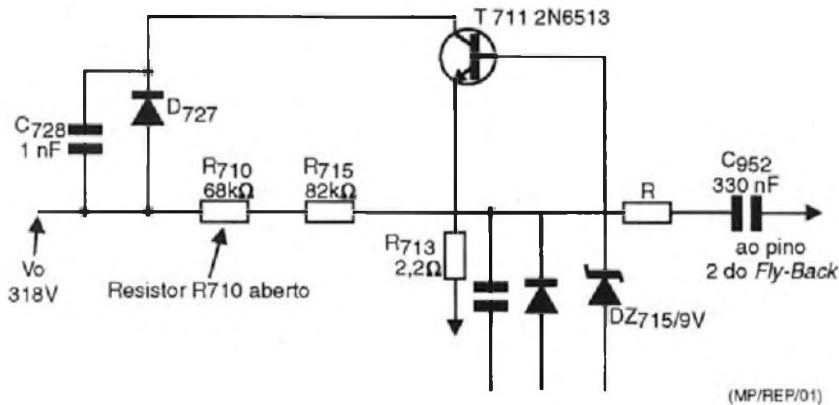 T 711 2N6513
D727
C728
1 nF
R710
68kΩ
R715
82kΩ
R
C952
330 nF
R713
2,2Ω
ao pino
2 do Fly-Back
Vo
318V
Resistor R710 aberto
DZ715/9V
(MP/REP/01)